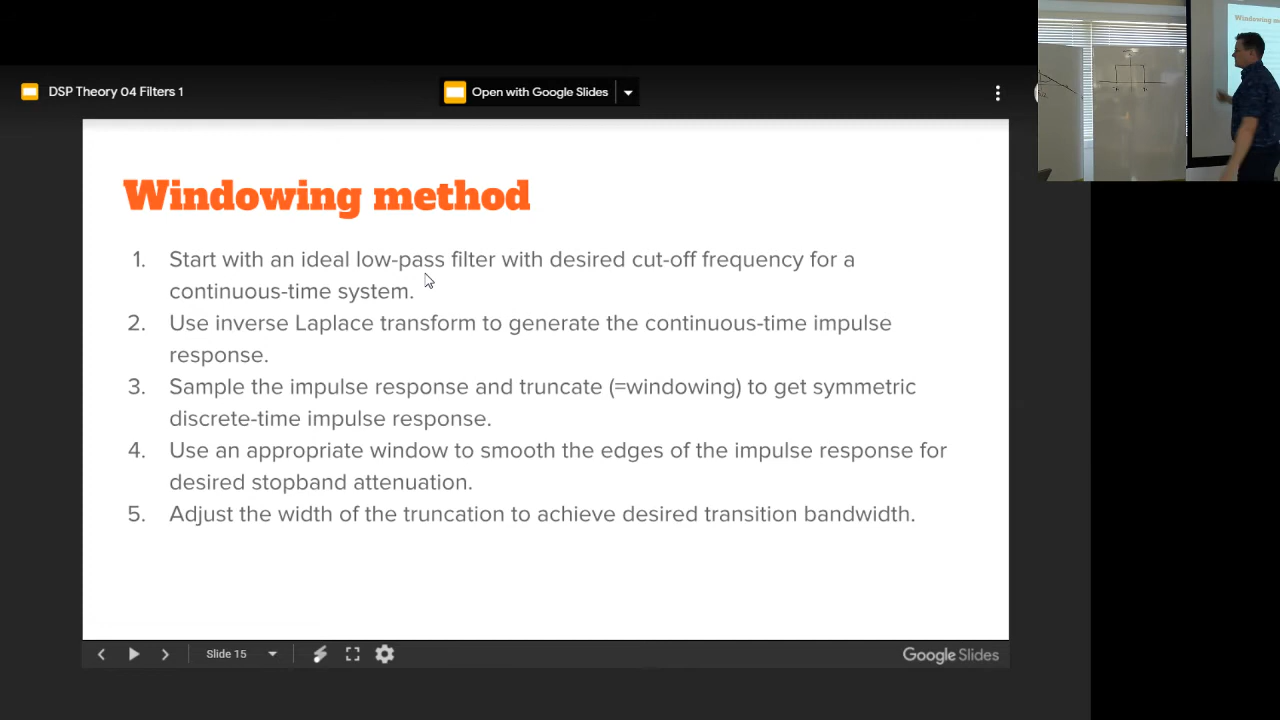 DSP Theory 04 Filters 1
Open with Google Slides
Windowing method
1. Start with an ideal low-pass filter with desired cut-off frequency for a
continuous-time system.
2. Use inverse Laplace transform to generate the continuous-time impulse
response.
3. Sample the impulse response and truncate (=windowing) to get symmetric
discrete-time impulse response.
4. Use an appropriate window to smooth the edges of the impulse response for
desired stopband attenuation.
5. Adjust the width of the truncation to achieve desired transition bandwidth.
Slide 15
Google Slides
Windowing me